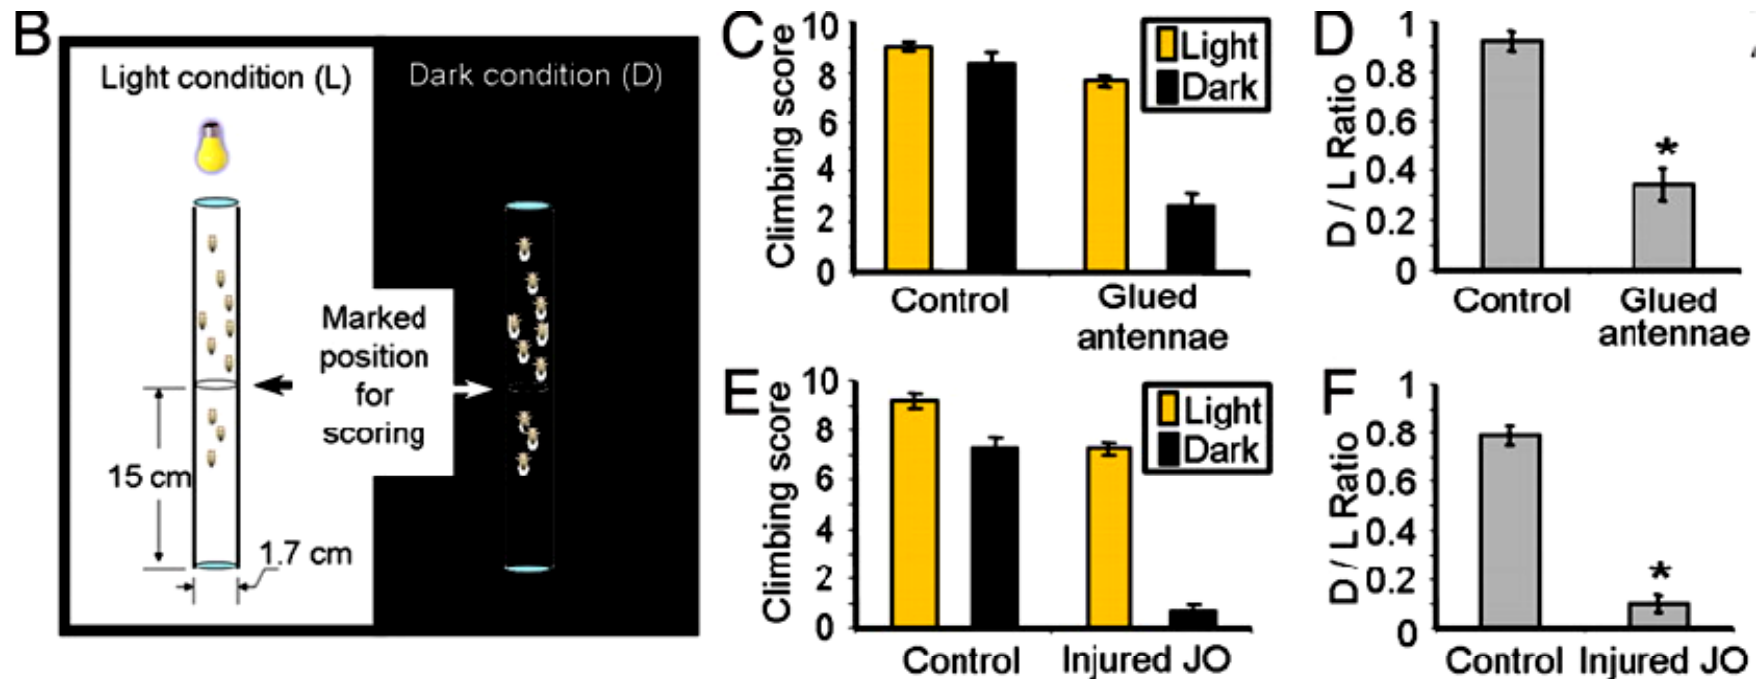 B
Light condition (L)
Dark condition (D)
Marked
position
for
scoring
15 cm
1.7 cm
C
Climbing score
10
8
6
4
2
0
Light
Dark
Control
Glued
antennae
D
D / L Ratio
1
0.8
0.6
0.4
0.2
0
*
Control
Glued
antennae
E
Climbing score
10
8
6
4
2
0
Light
Dark
Control
Injured JO
F
D / L Ratio
1
0.8
0.6
0.4
0.2
0
*
Control
Injured JO